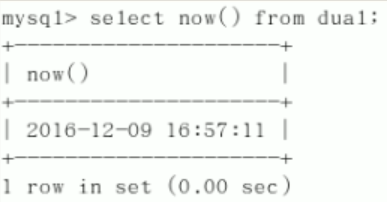 mysql> select now() from dual;
+---------------------+
| now()               |
+---------------------+
| 2016-12-09 16:57:11 |
+---------------------+
1 row in set (0.00 sec)